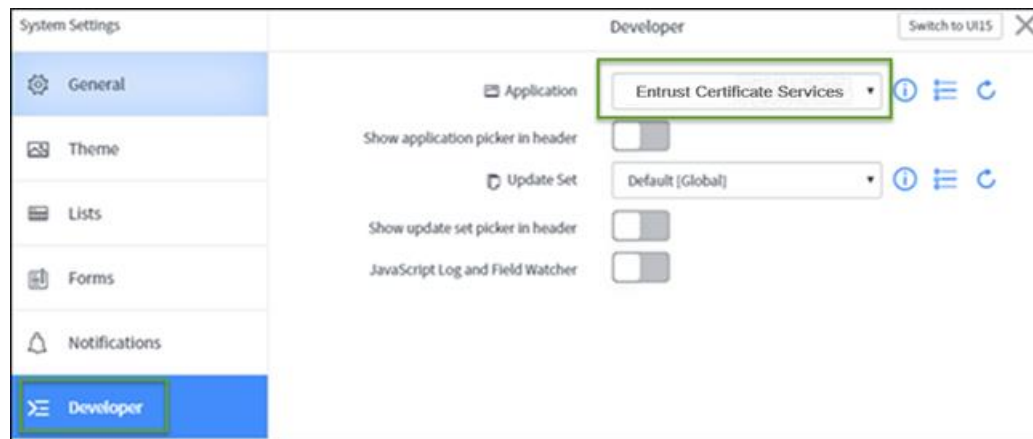 System Settings
Developer
Switch to UI15
General
Theme
Lists
Forms
Notifications
Developer
Application
Entrust Certificate Services
Show application picker in header
Update Set
Default [Global]
Show update set picker in header
JavaScript Log and Field Watcher